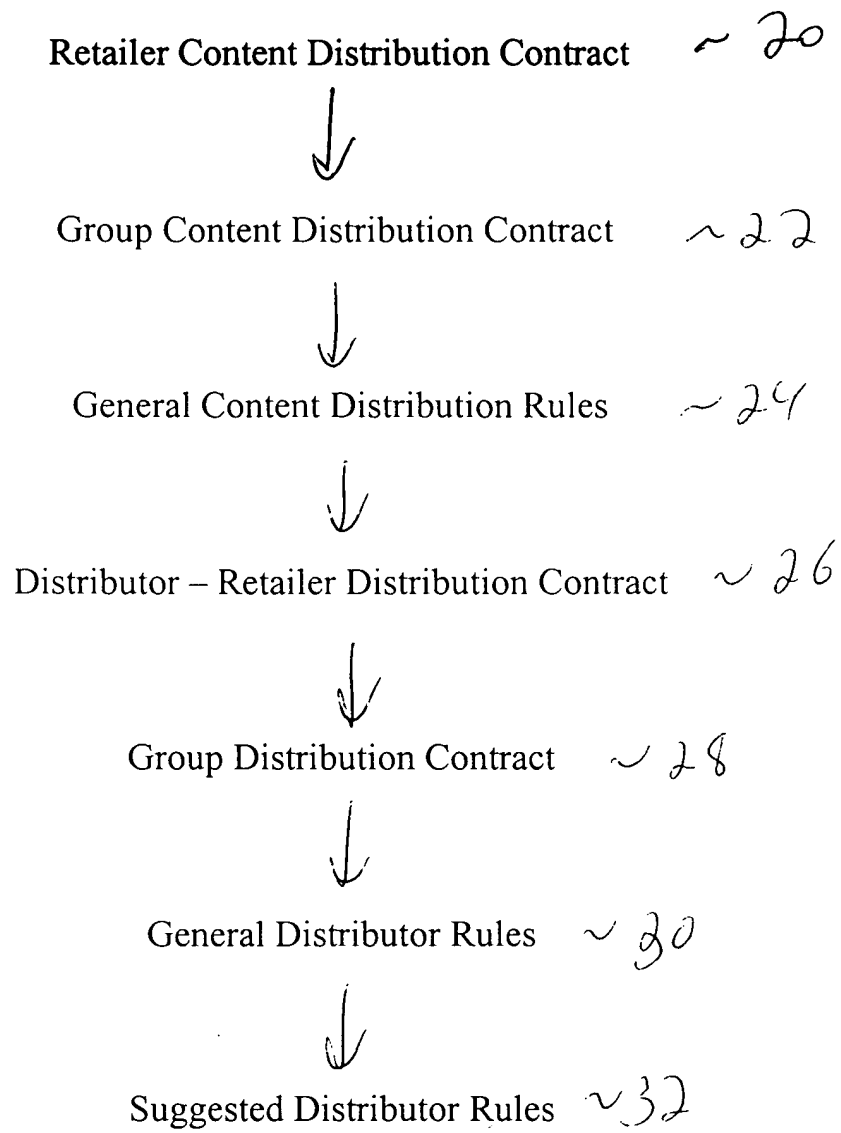 Retailer Content Distribution Contract ~ 20
Group Content Distribution Contract ~ 22
General Content Distribution Rules ~ 24
Distributor – Retailer Distribution Contract ~ 26
Group Distribution Contract ~ 28
General Distributor Rules ~ 30
Suggested Distributor Rules ~ 32